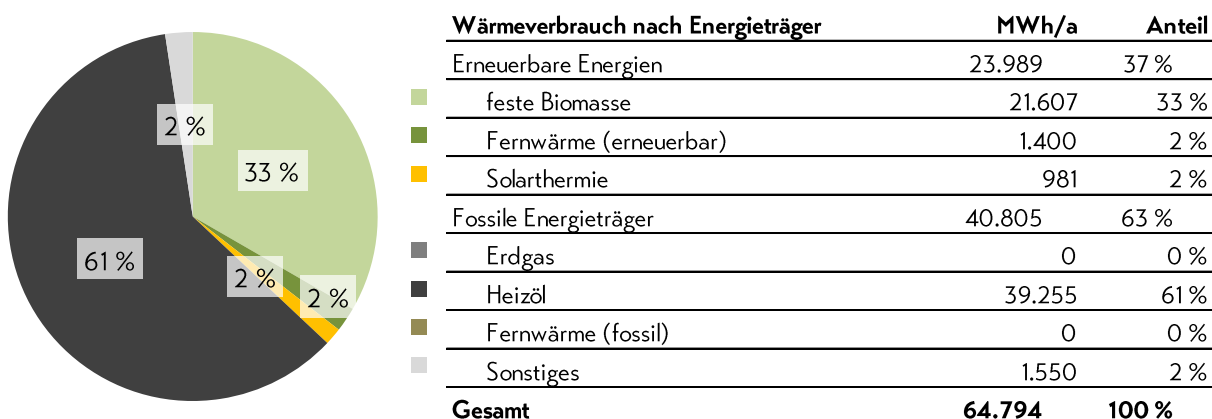 2 %
33 %
61 %
2 %
2 %
Wärmeverbrauch nach Energieträger MWh/a Anteil
Erneuerbare Energien 23.989 37 %
feste Biomasse 21.607 33 %
Fernwärme (erneuerbar) 1.400 2 %
Solarthermie 981 2 %
Fossile Energieträger 40.805 63 %
Erdgas 0 0 %
Heizöl 39.255 61 %
Fernwärme (fossil) 0 0 %
Sonstiges 1.550 2 %
Gesamt 64.794 100 %